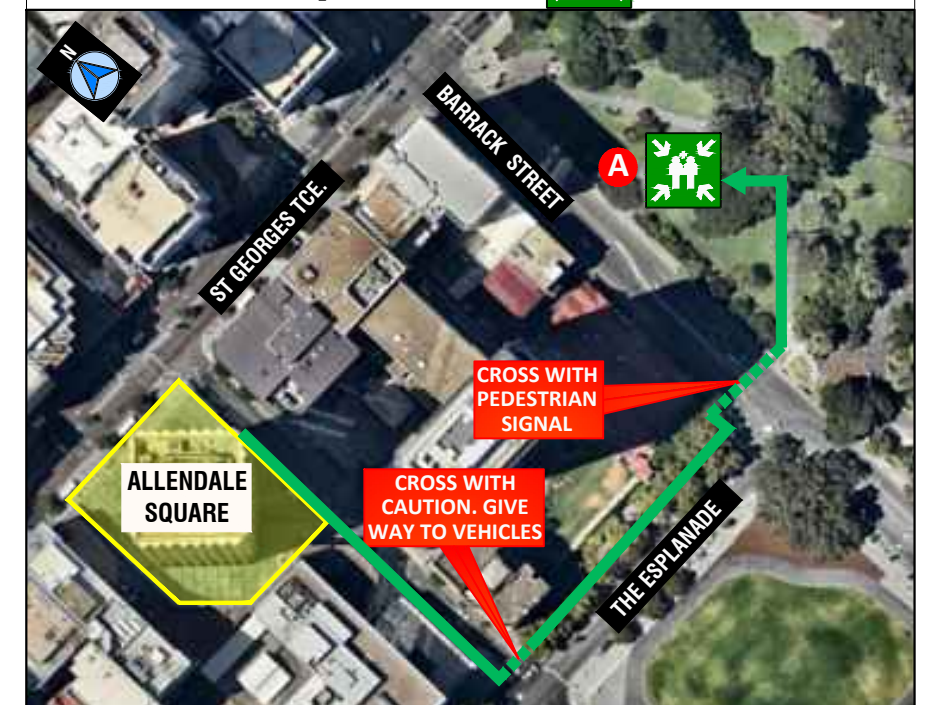 N
BARRACK STREET
A
ST GEORGES TCE.
CROSS WITH
PEDESTRIAN
SIGNAL
ALLENDALE
SQUARE
CROSS WITH
CAUTION. GIVE
WAY TO VEHICLES
THE ESPLANADE